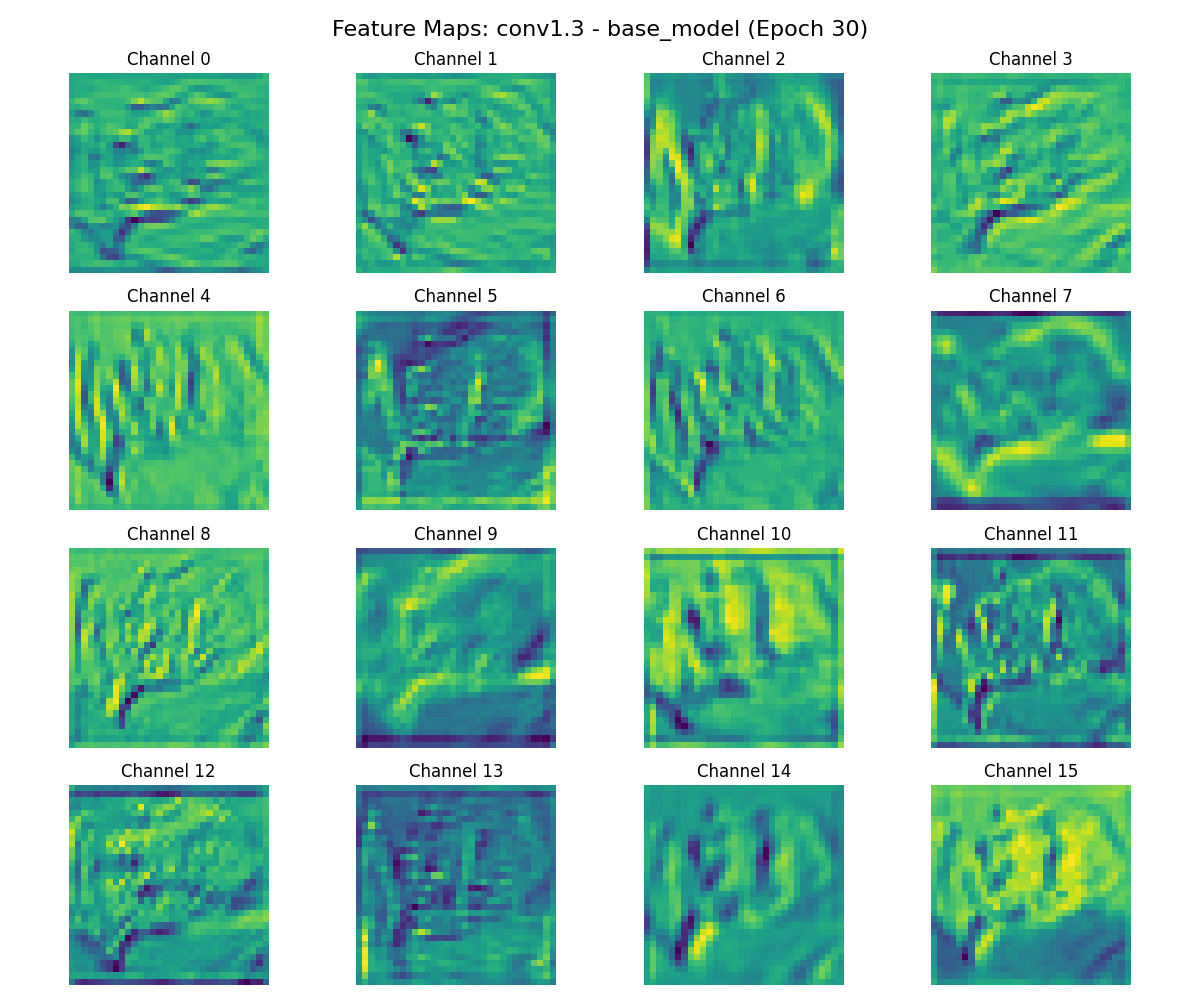 Feature Maps: conv1.3 - base_model (Epoch 30)
Channel 0 Channel 1 Channel 2 Channel 3
Channel 4 Channel 5 Channel 6 Channel 7
Channel 8 Channel 9 Channel 10 Channel 11
Channel 12 Channel 13 Channel 14 Channel 15